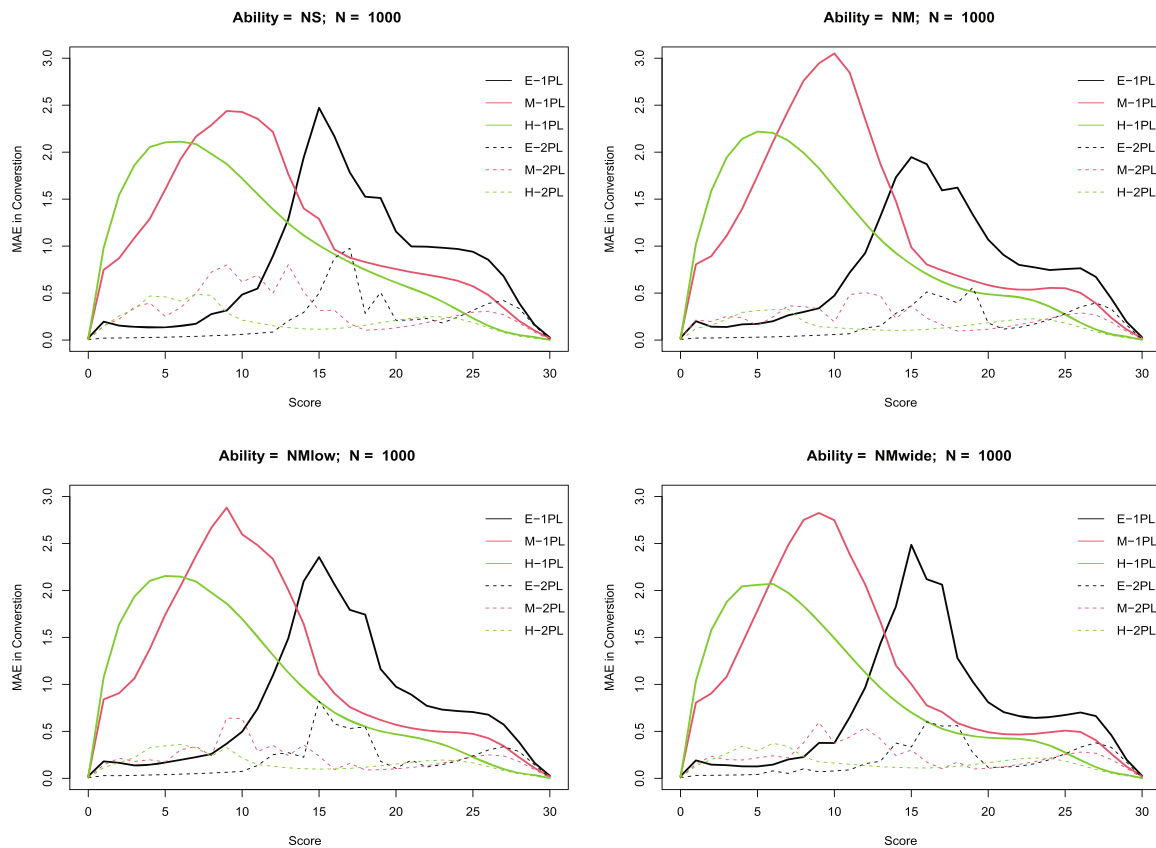 Ability = NS; N = 1000
MAE in Converstion
3.0
2.5
2.0
1.5
1.0
0.5
0.0
E−1PL
M−1PL
H−1PL
E−2PL
M−2PL
H−2PL
0 5 10 15 20 25 30
Score
Ability = NM; N = 1000
MAE in Converstion
3.0
2.5
2.0
1.5
1.0
0.5
0.0
E−1PL
M−1PL
H−1PL
E−2PL
M−2PL
H−2PL
0 5 10 15 20 25 30
Score
Ability = NMlow; N = 1000
MAE in Converstion
3.0
2.5
2.0
1.5
1.0
0.5
0.0
E−1PL
M−1PL
H−1PL
E−2PL
M−2PL
H−2PL
0 5 10 15 20 25 30
Score
Ability = NMwide; N = 1000
MAE in Converstion
3.0
2.5
2.0
1.5
1.0
0.5
0.0
E−1PL
M−1PL
H−1PL
E−2PL
M−2PL
H−2PL
0 5 10 15 20 25 30
Score